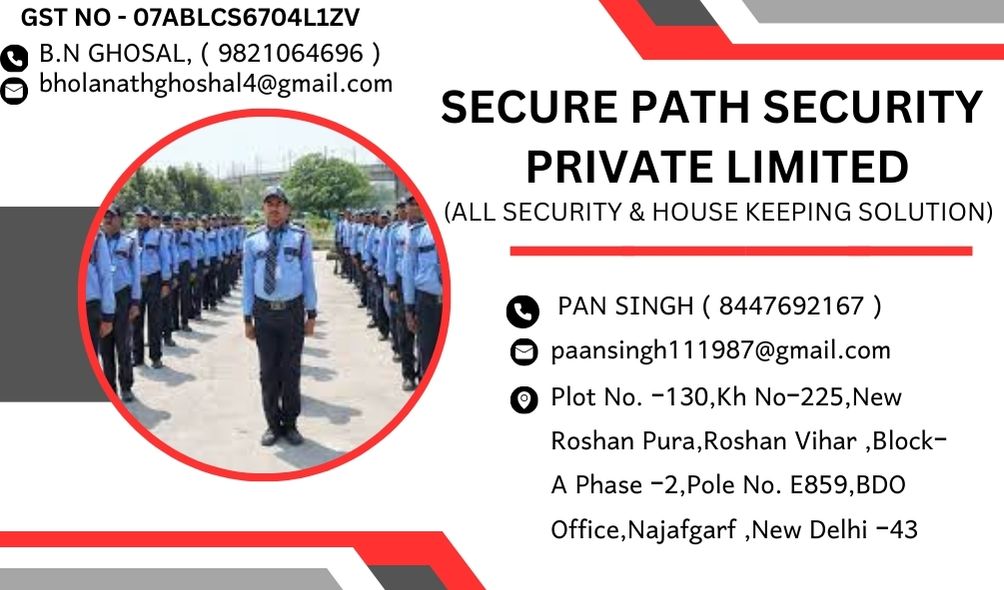 GST NO - 07ABLCS6704L1ZV
B.N GHOSAL, ( 9821064696 )
bholanathghoshal4@gmail.com
SECURE PATH SECURITY
PRIVATE LIMITED
(ALL SECURITY & HOUSE KEEPING SOLUTION)
PAN SINGH ( 8447692167 )
paansingh111987@gmail.com
Plot No. -130,Kh No-225,New
Roshan Pura,Roshan Vihar ,Block-
A Phase -2,Pole No. E859,BDO
Office,Najafgarf ,New Delhi -43